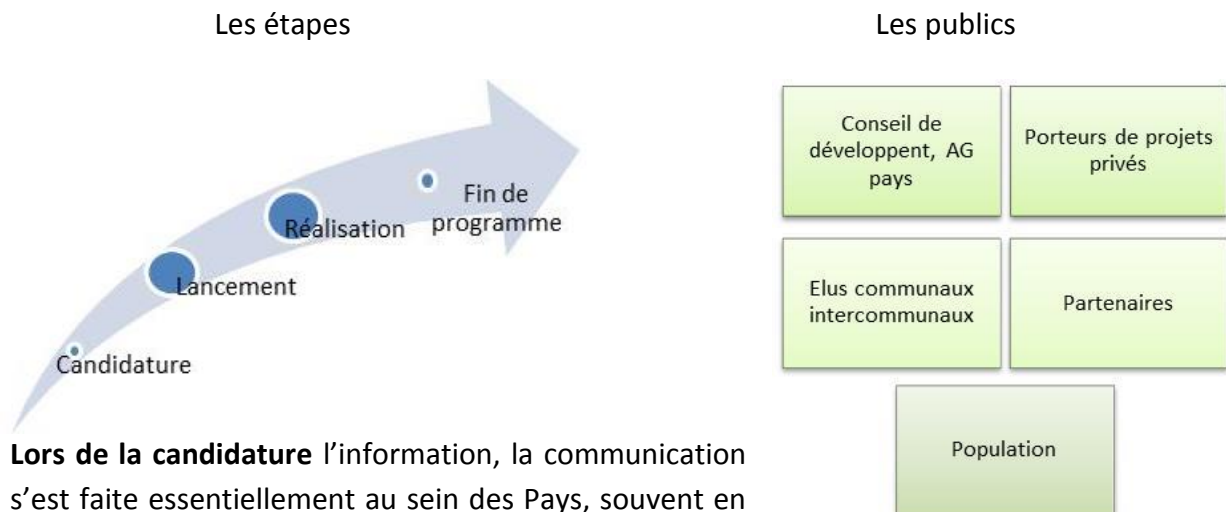 Les étapes
Les publics
Conseil de
développent, AG
pays
Porteurs de projets
privés
Fin de
programme
Réalisation
Lancement
Candidature
Elus communaux
intercommunaux
Partenaires
Population
Lors de la candidature l’information, la communication
s’est faite essentiellement au sein des Pays, souvent en